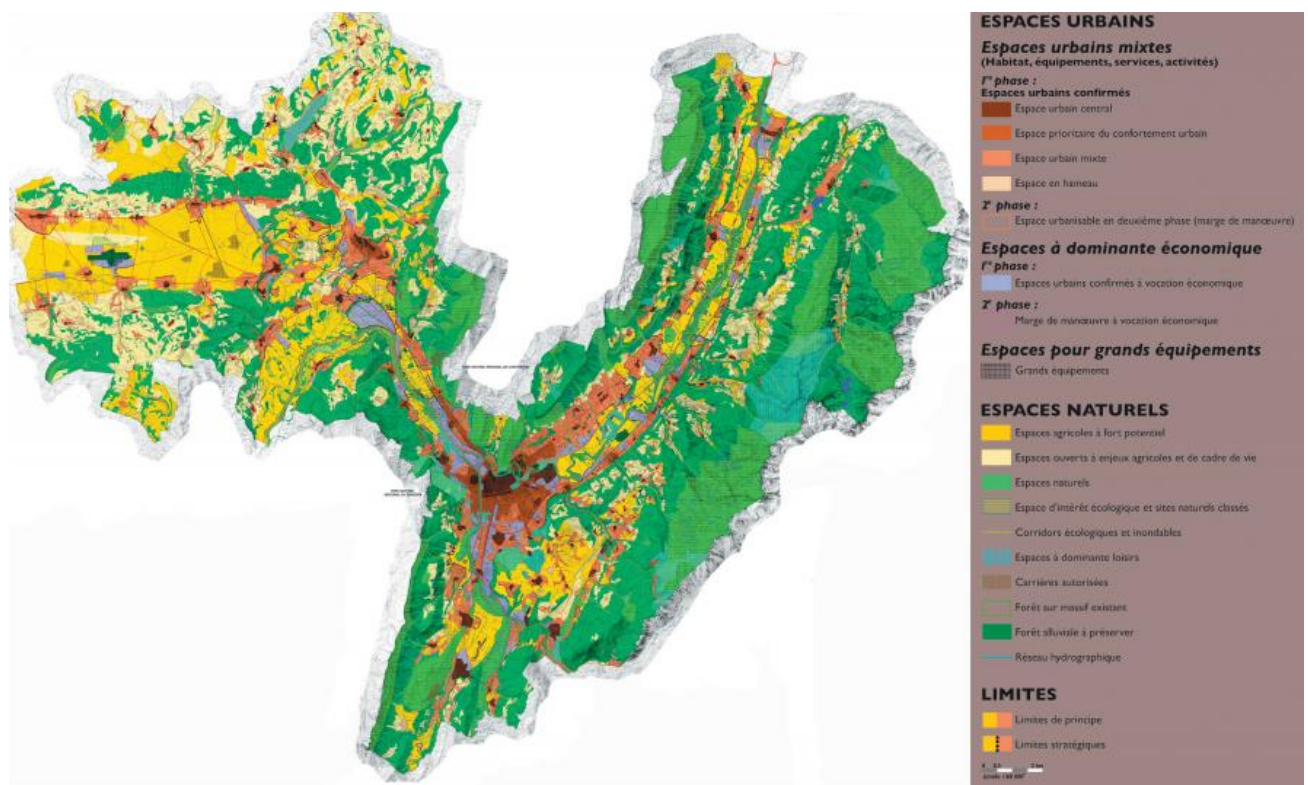 ESPACES URBAINS
Espaces urbains mixtes
(Habitat, équipements, services, activités)
1re phase :
Espaces urbains confirmés
Espace urbain central
Espace prioritaire du confortement urbain
Espace urbain mixte
Espace en hameau
2e phase :
Espace urbanisable en deuxième phase (marge de manœuvre)
Espaces à dominante économique
1re phase :
Espaces urbains confirmés à vocation économique
2e phase :
Marge de manœuvre à vocation économique
Espaces pour grands équipements
Grands équipements
ESPACES NATURELS
Espaces agricoles à fort potentiel
Espaces ouverts à enjeux agricoles et de cadre de vie
Espaces naturels
Espace d'intérêt écologique et sites naturels classés
Corridors écologiques et inondables
Espaces à dominante loisirs
Carrières autorisées
Forêt sur massif existant
Forêt alluviale à préserver
Réseau hydrographique
LIMITES
Limites de principe
Limites stratégiques